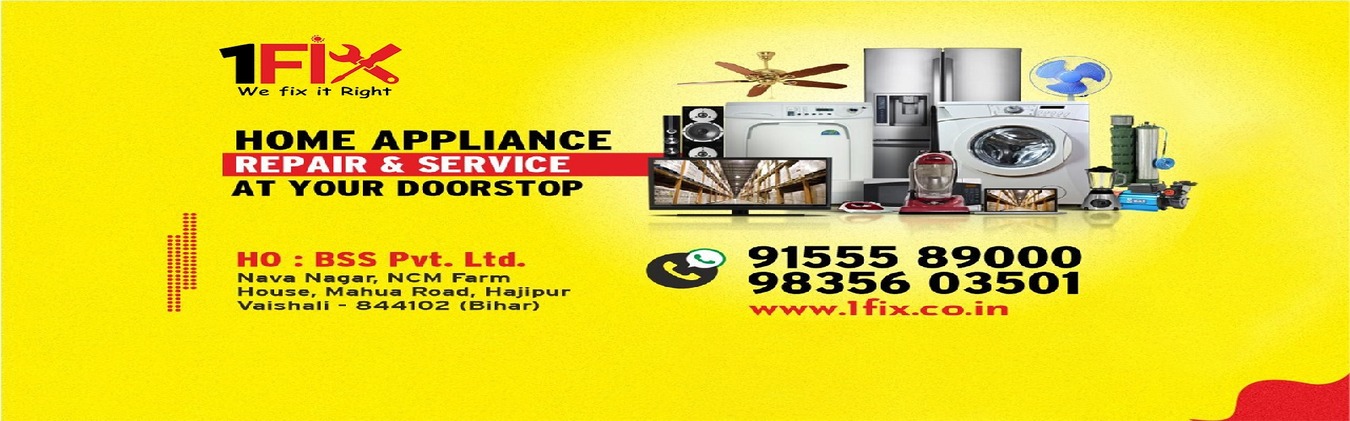 1Fix
We fix it Right
HOME APPLIANCE
REPAIR & SERVICE
AT YOUR DOORSTOP
HO : BSS Pvt. Ltd.
Nava Nagar, NCM Farm
House, Mahua Road, Hajipur
Vaishali - 844102 (Bihar)
91555 89000
98356 03501
www.1fix.co.in